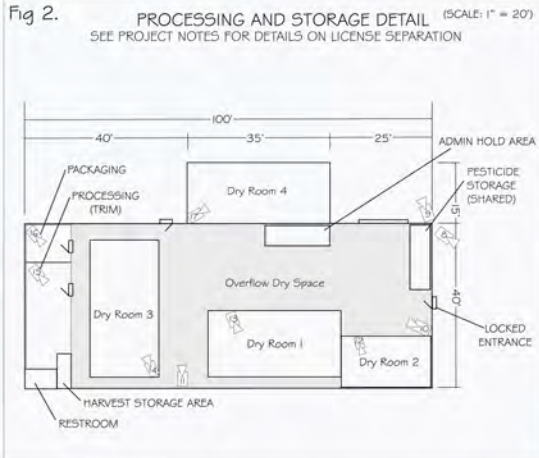 Fig 2.
PROCESSING AND STORAGE DETAIL
(SCALE: 1" = 20')
SEE PROJECT NOTES FOR DETAILS ON LICENSE SEPARATION
100'
40'
35'
25'
ADMIN HOLD AREA
PACKAGING
PROCESSING
(TRIM)
Dry Room 4
PESTICIDE
STORAGE
(SHARED)
15'
40'
Overflow Dry Space
Dry Room 3
Dry Room 1
Dry Room 2
LOCKED
ENTRANCE
HARVEST STORAGE AREA
RESTROOM